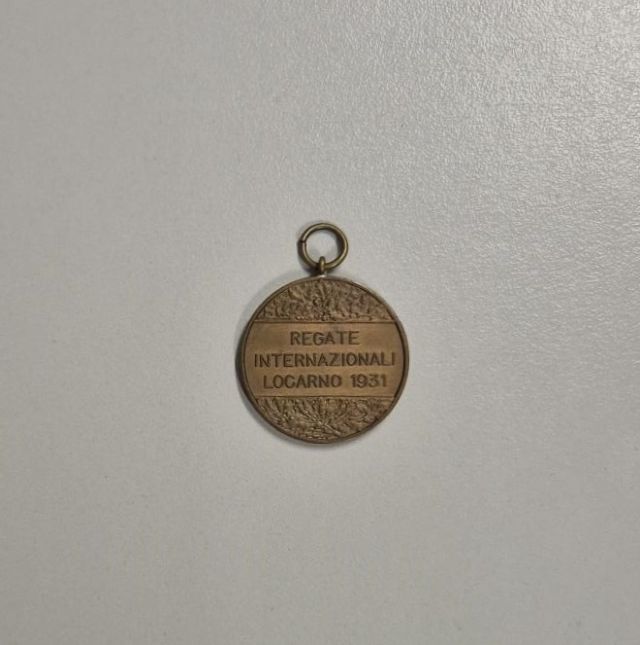 REGATE
INTERNAZIONALI
LOCARNO 1931